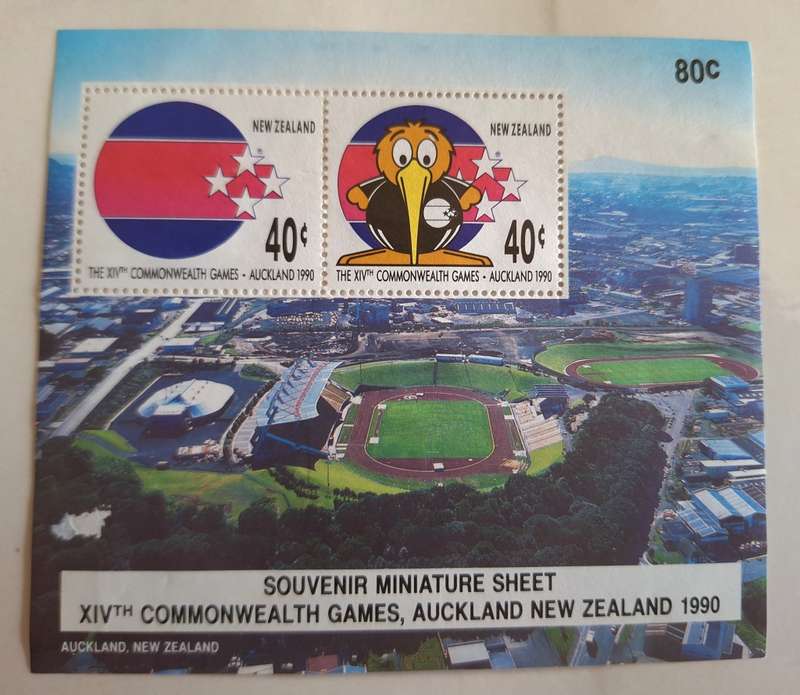 80c
NEW ZEALAND
40¢
THE XIVTH COMMONWEALTH GAMES - AUCKLAND 1990
NEW ZEALAND
40¢
THE XIVTH COMMONWEALTH GAMES - AUCKLAND 1990
SOUVENIR MINIATURE SHEET
XIVTH COMMONWEALTH GAMES, AUCKLAND NEW ZEALAND 1990
AUCKLAND, NEW ZEALAND